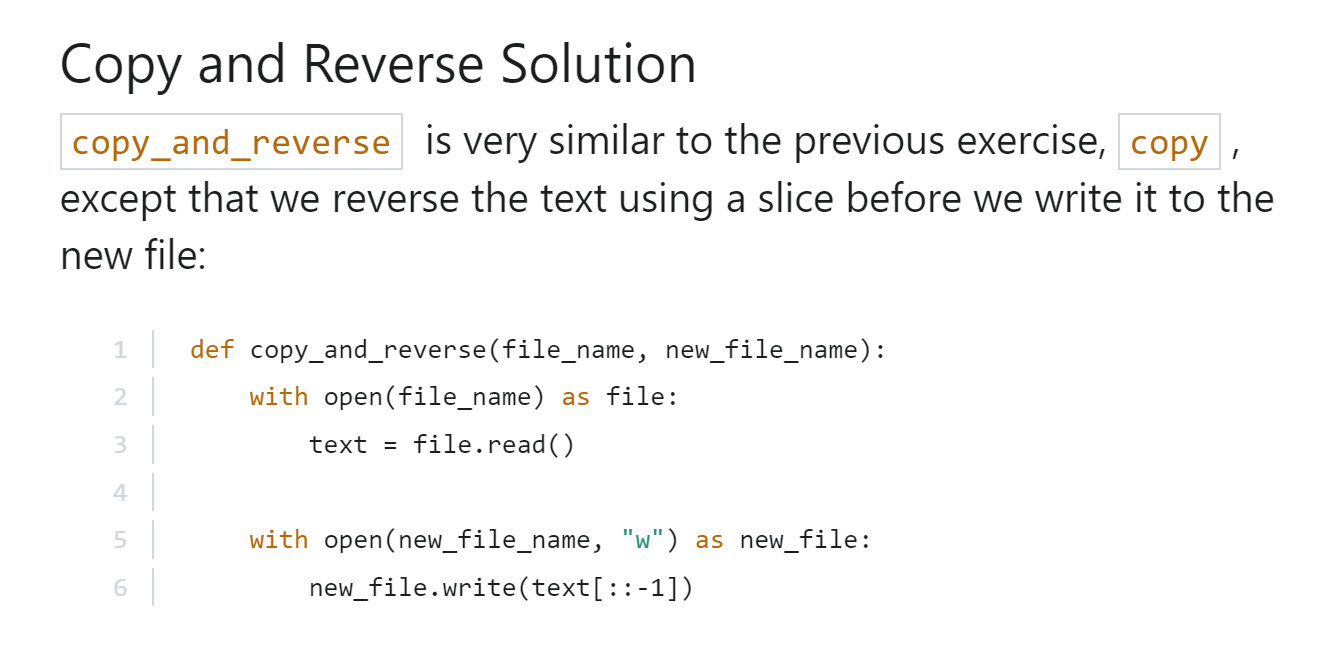 Copy and Reverse Solution
copy_and_reverse is very similar to the previous exercise, copy ,
except that we reverse the text using a slice before we write it to the
new file:
1 def copy_and_reverse(file_name, new_file_name):
2     with open(file_name) as file:
3         text = file.read()
4
5     with open(new_file_name, "w") as new_file:
6         new_file.write(text[::-1])